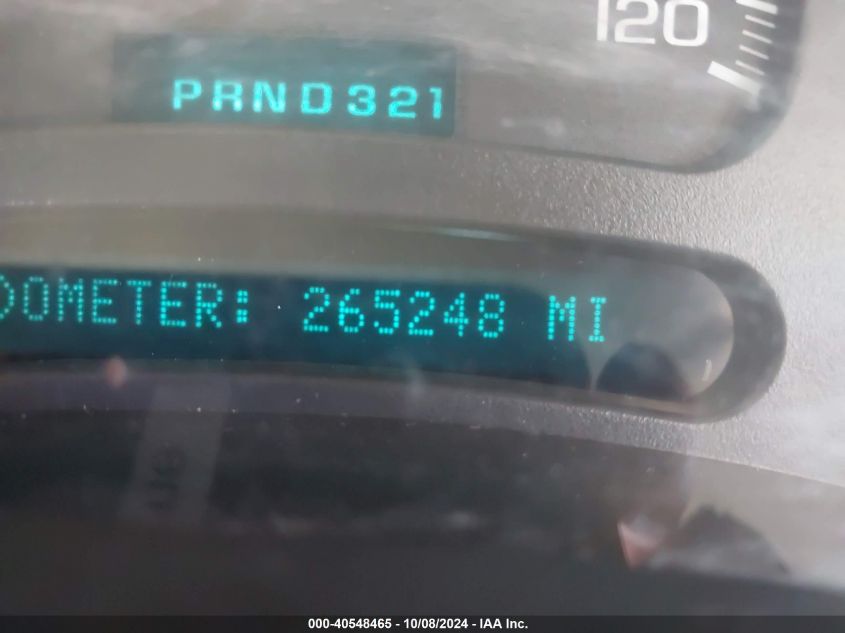 120
PRND321
DOMETER: 265248 MI
000-40548465 - 10/08/2024 - IAA Inc.